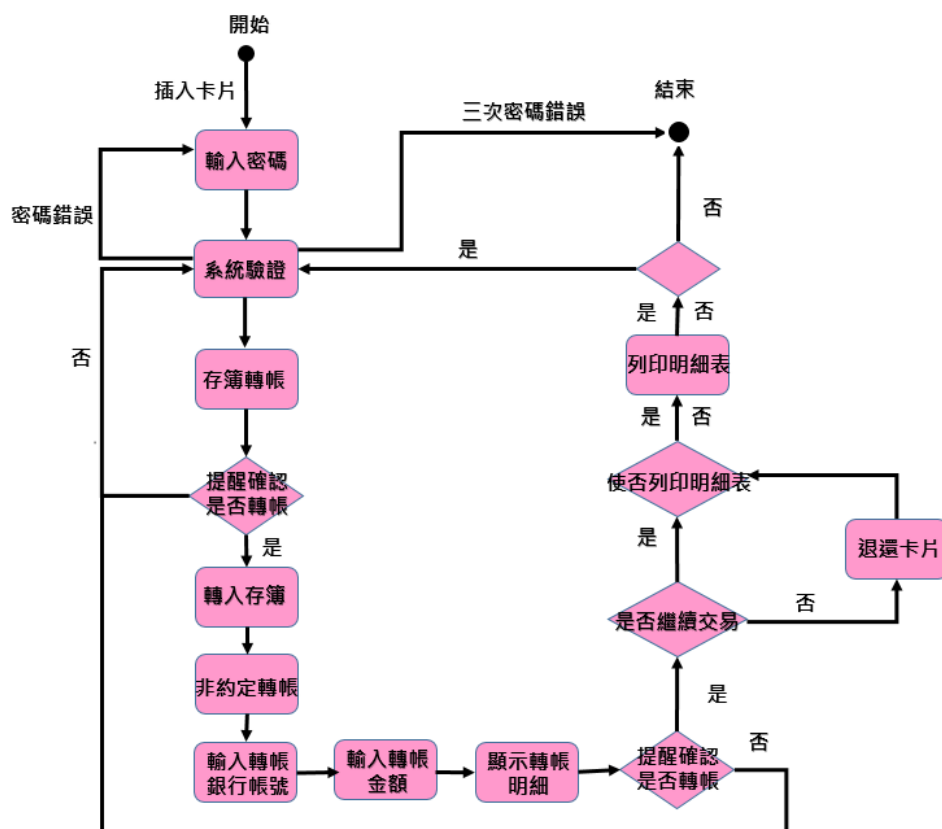 開始
插入卡片
結束
三次密碼錯誤
輸入密碼
密碼錯誤
否
是
系統驗證
是
否
列印明細表
否
存簿轉帳
是
否
提醒確認
是否轉帳
使否列印明細表
是
是
退還卡片
轉入存簿
否
是否繼續交易
非約定轉帳
是
否
輸入轉帳
銀行帳號
輸入轉帳
金額
顯示轉帳
明細
提醒確認
是否轉帳